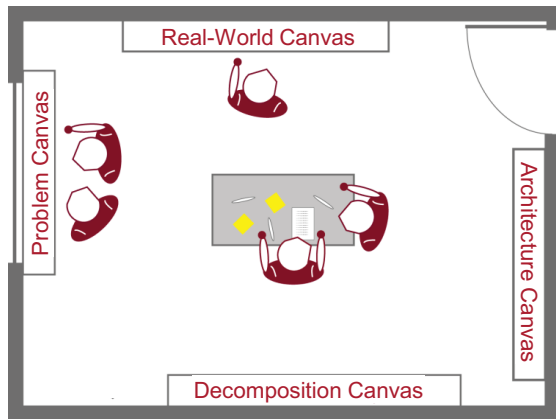 Real-World Canvas
Problem Canvas
Architecture Canvas
Decomposition Canvas